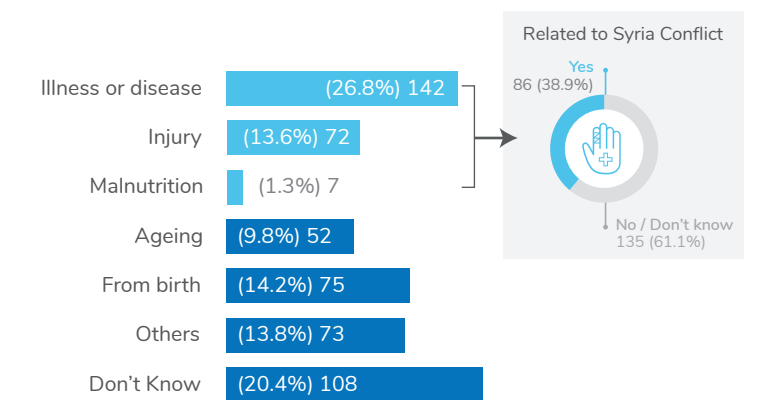 Related to Syria Conflict
Yes
86 (38.9%)
No / Don't know
135 (61.1%)
Illness or disease (26.8%) 142
Injury (13.6%) 72
Malnutrition (1.3%) 7
Ageing (9.8%) 52
From birth (14.2%) 75
Others (13.8%) 73
Don't Know (20.4%) 108